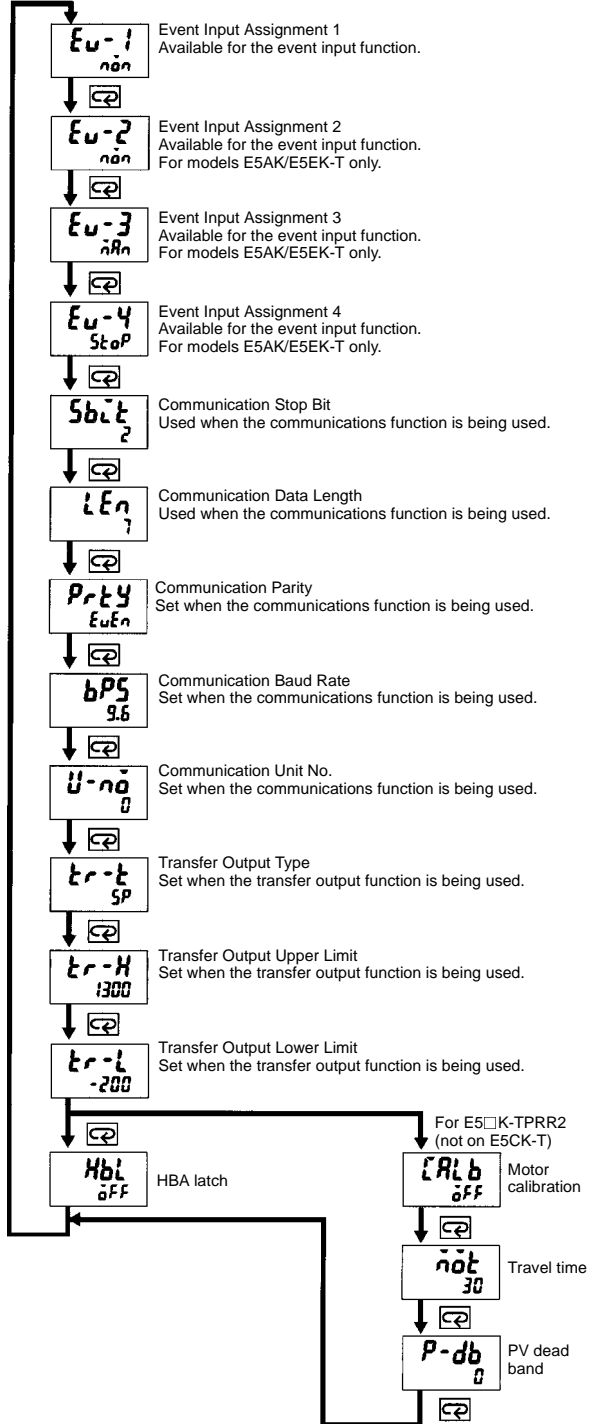 Eu-1
non
Event Input Assignment 1
Available for the event input function.
Eu-2
non
Event Input Assignment 2
Available for the event input function.
For models E5AK/E5EK-T only.
Eu-3
mAn
Event Input Assignment 3
Available for the event input function.
For models E5AK/E5EK-T only.
Eu-4
StoP
Event Input Assignment 4
Available for the event input function.
For models E5AK/E5EK-T only.
Sbit
2
Communication Stop Bit
Used when the communications function is being used.
LEn
7
Communication Data Length
Used when the communications function is being used.
PrtY
EuEn
Communication Parity
Set when the communications function is being used.
bPS
9.6
Communication Baud Rate
Set when the communications function is being used.
U-no
0
Communication Unit No.
Set when the communications function is being used.
tr-t
SP
Transfer Output Type
Set when the transfer output function is being used.
tr-H
1300
Transfer Output Upper Limit
Set when the transfer output function is being used.
tr-L
-200
Transfer Output Lower Limit
Set when the transfer output function is being used.
HbL
oFF
HBA latch
For E5□K-TPRR2
(not on E5CK-T)
CALb
oFF
Motor
calibration
mot
30
Travel time
P-db
0
PV dead
band